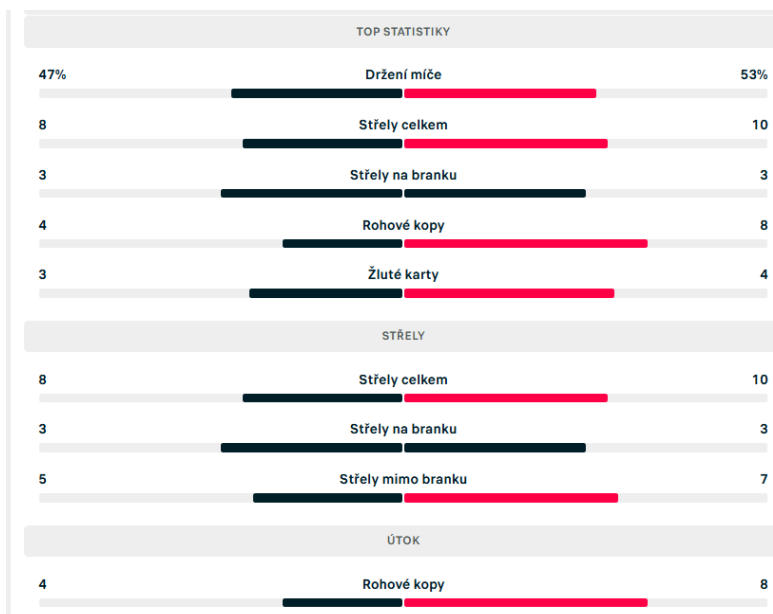 TOP STATISTIKY
47% Držení míče 53%
8 Střely celkem 10
3 Střely na branku 3
4 Rohové kopy 8
3 Žluté karty 4
STŘELY
8 Střely celkem 10
3 Střely na branku 3
5 Střely mimo branku 7
ÚTOK
4 Rohové kopy 8